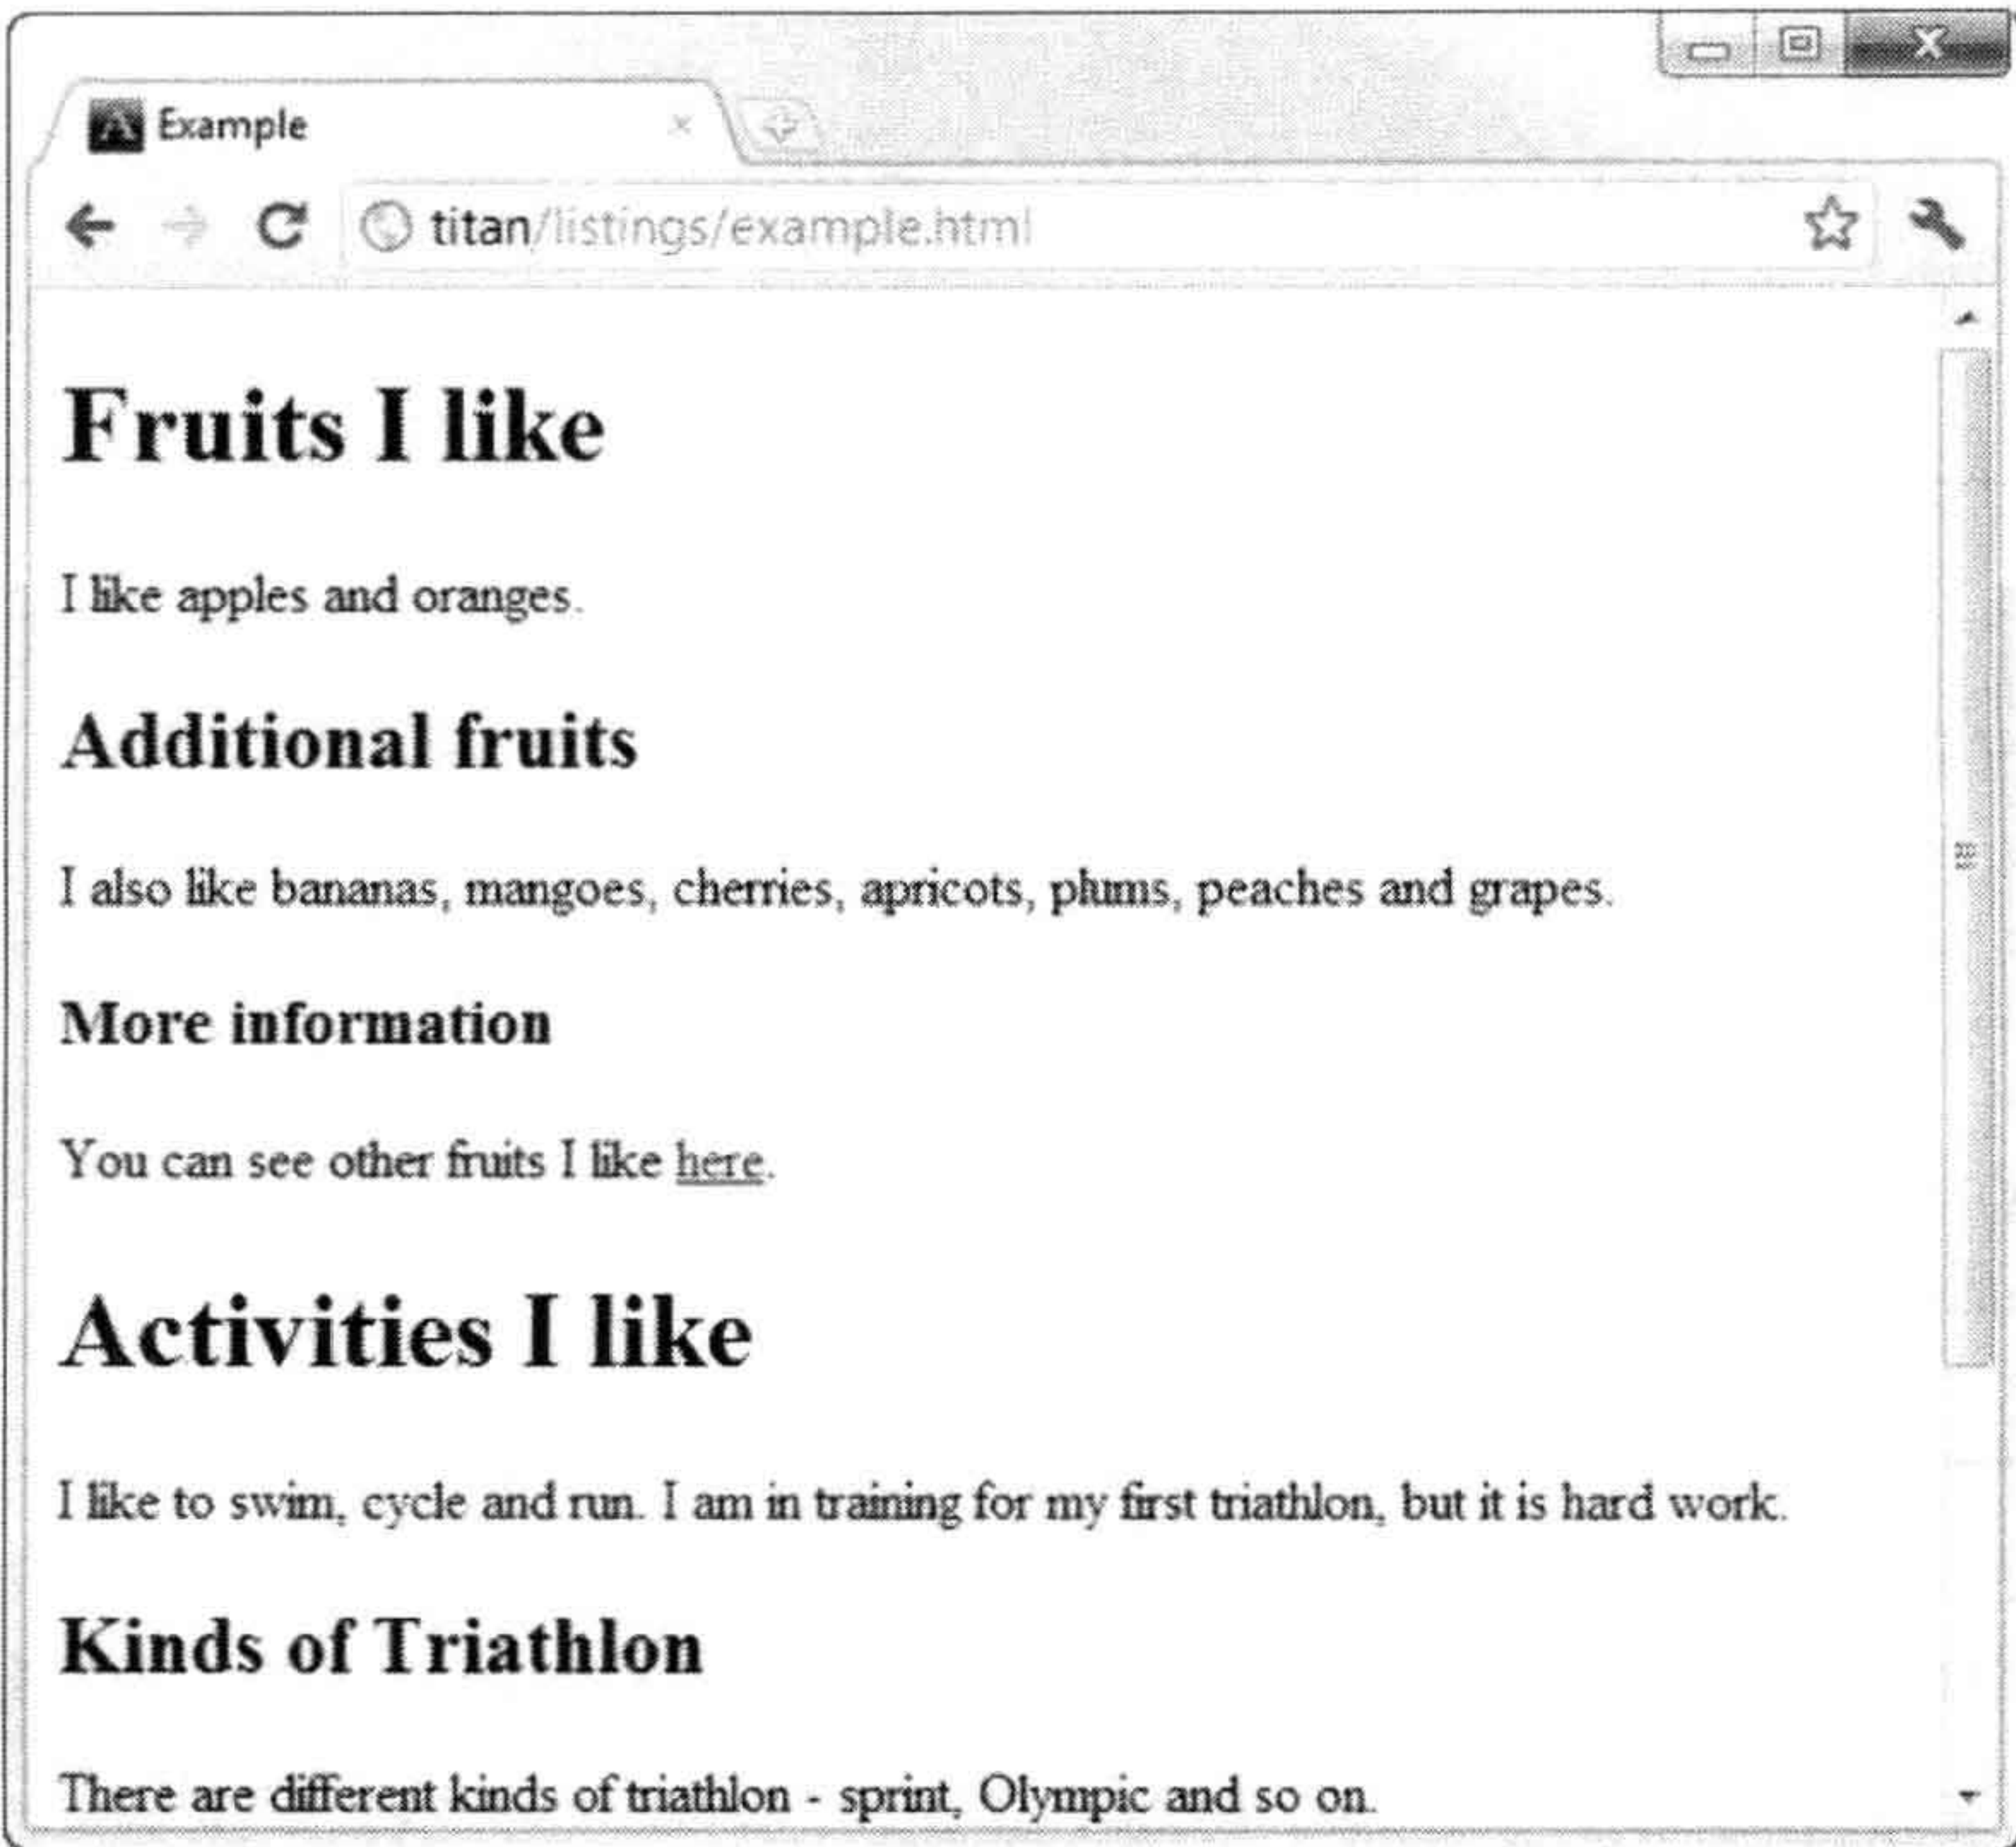 Example
titan/listings/example.html
Fruits I like
I like apples and oranges.
Additional fruits
I also like bananas, mangoes, cherries, apricots, plums, peaches and grapes.
More information
You can see other fruits I like here.
Activities I like
I like to swim, cycle and run. I am in training for my first triathlon, but it is hard work.
Kinds of Triathlon
There are different kinds of triathlon - sprint, Olympic and so on.